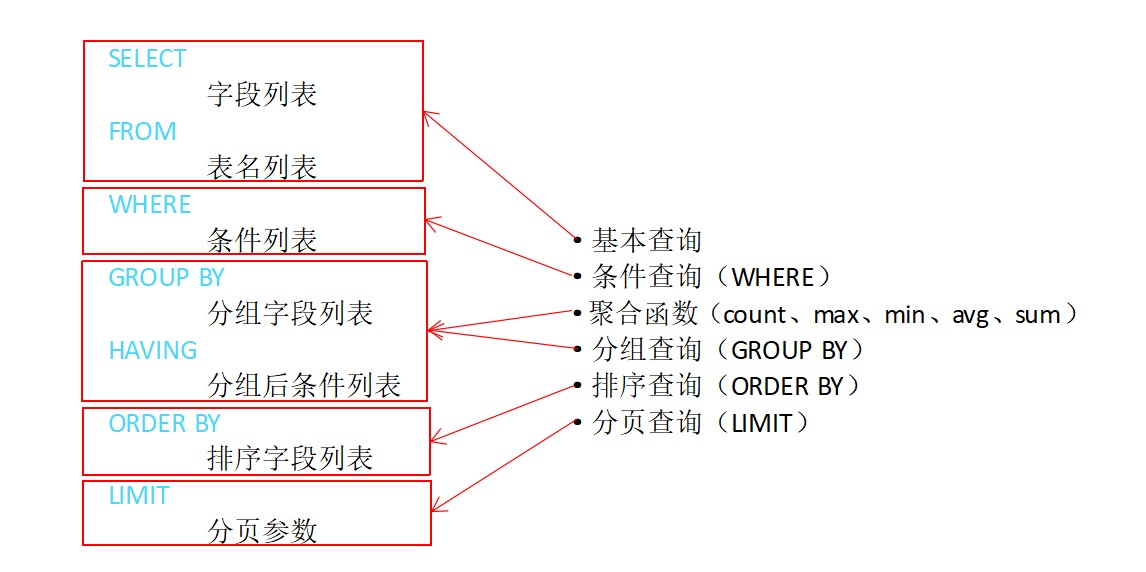 SELECT
字段列表
FROM
表名列表
WHERE
条件列表
GROUP BY
分组字段列表
HAVING
分组后条件列表
ORDER BY
排序字段列表
LIMIT
分页参数
• 基本查询
• 条件查询（WHERE）
• 聚合函数（count、max、min、avg、sum）
• 分组查询（GROUP BY）
• 排序查询（ORDER BY）
• 分页查询（LIMIT）